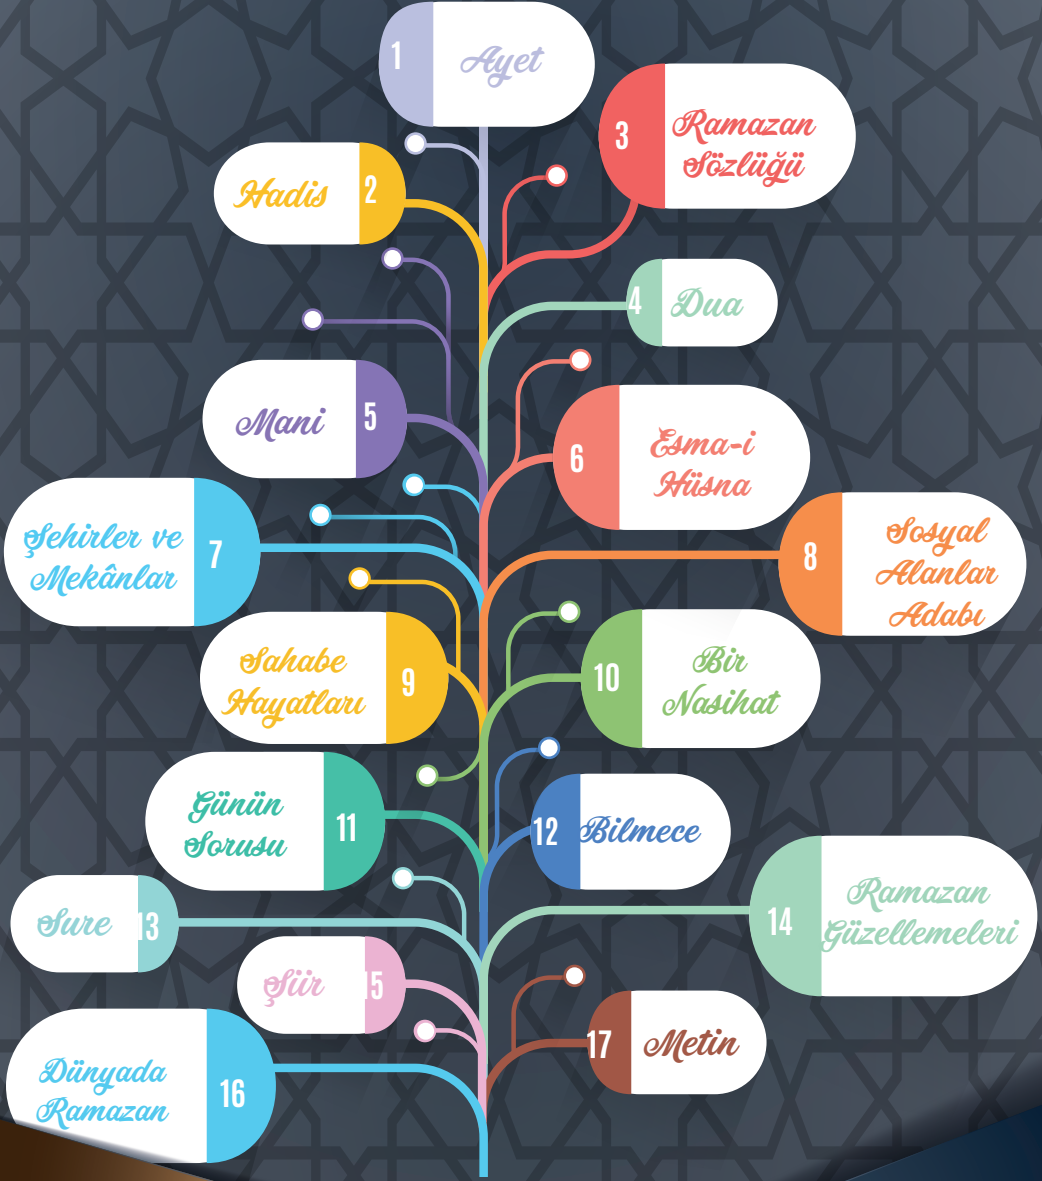 1
Ayet
2
Hadis
3
Ramazan
Sözlüğü
4
Dua
5
Mani
6
Esma-i
Hüsna
7
Şehirler ve
Mekânlar
8
Sosyal
Alanlar
Adabı
9
Sahabe
Hayatları
10
Bir
Nasihat
11
Günün
Sorusu
12
Bilmece
13
Sure
14
Ramazan
Güzellemeleri
15
Şiir
16
Dünyada
Ramazan
17
Metin